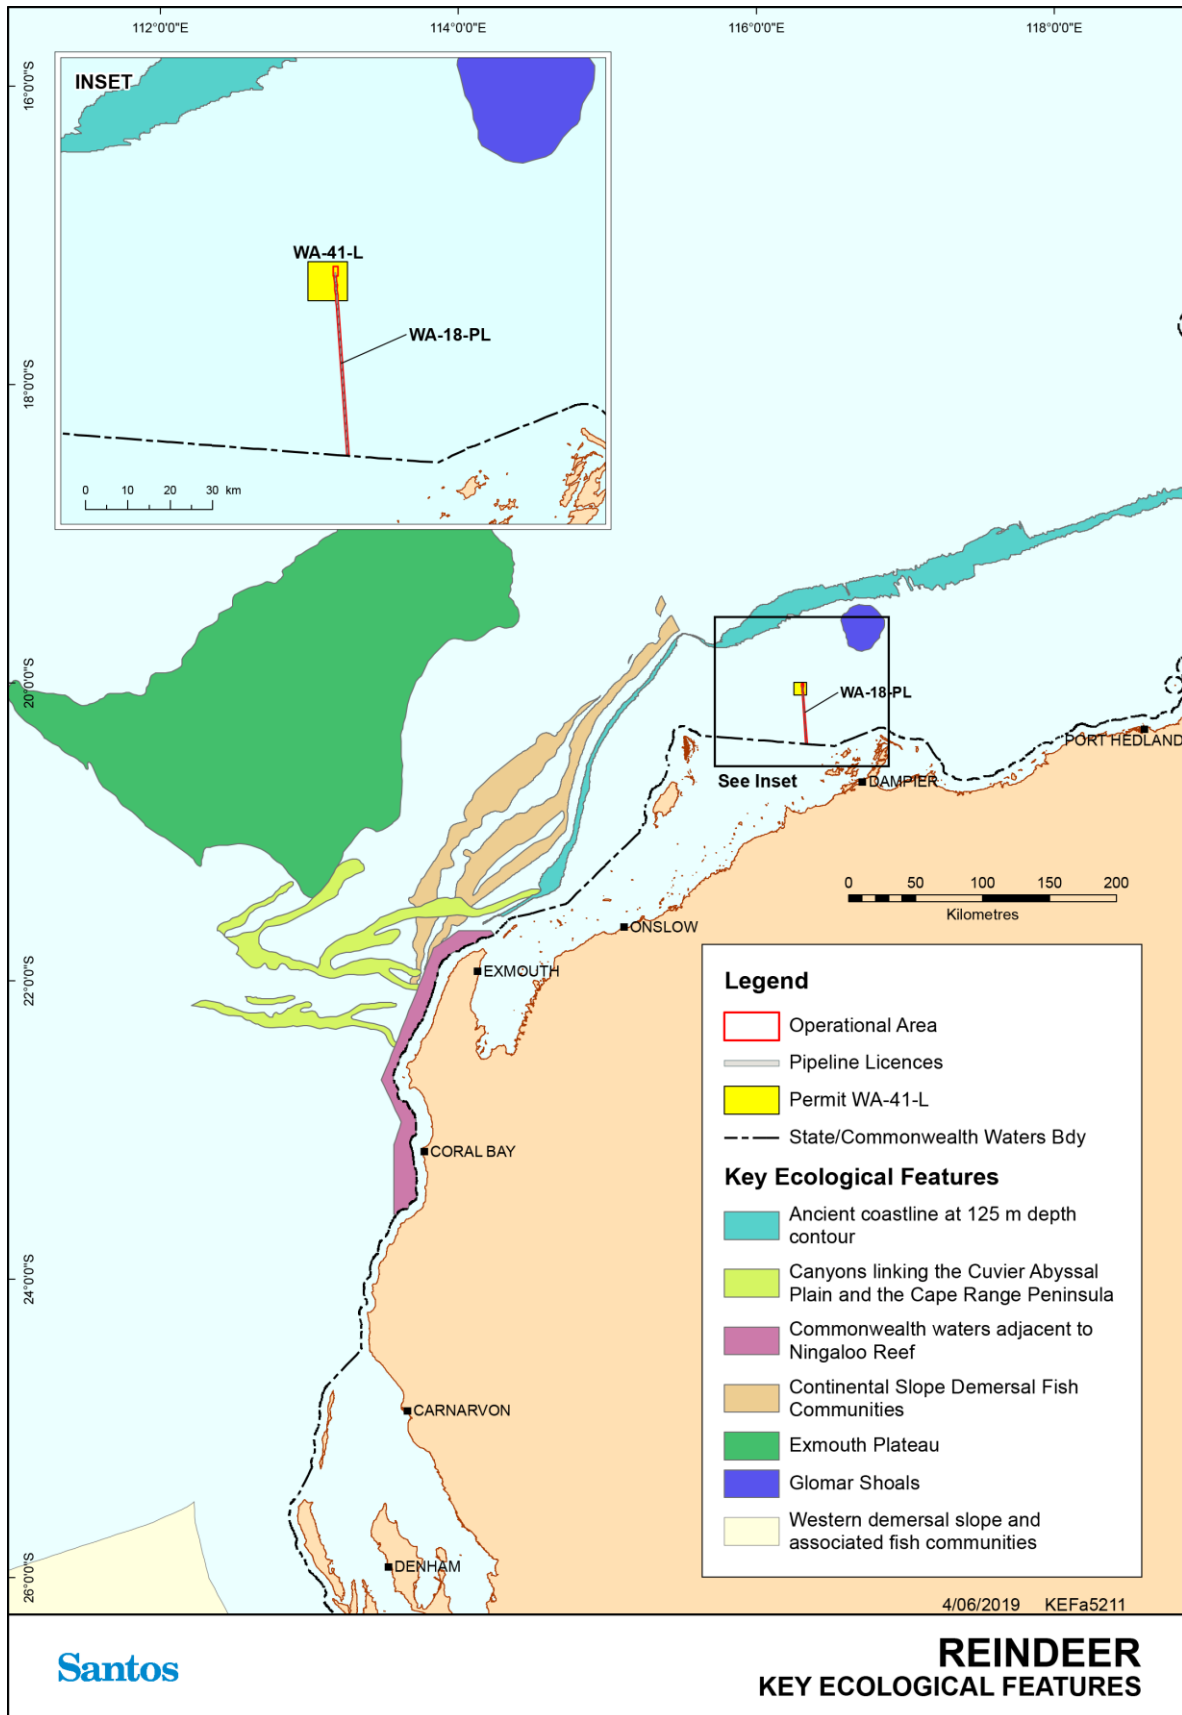 112°0'0"E
114°0'0"E
116°0'0"E
118°0'0"E
16°0'0"S
18°0'0"S
20°0'0"S
22°0'0"S
24°0'0"S
26°0'0"S
INSET
WA-41-L
WA-18-PL
0 10 20 30 km
WA-18-PL
See Inset
PORT HEDLAND
DAMPIER
0 50 100 150 200
Kilometres
ONSLOW
EXMOUTH
CORAL BAY
CARNARVON
DENHAM
Legend
Operational Area
Pipeline Licences
Permit WA-41-L
State/Commonwealth Waters Bdy
Key Ecological Features
Ancient coastline at 125 m depth
contour
Canyons linking the Cuvier Abyssal
Plain and the Cape Range Peninsula
Commonwealth waters adjacent to
Ningaloo Reef
Continental Slope Demersal Fish
Communities
Exmouth Plateau
Glomar Shoals
Western demersal slope and
associated fish communities
4/06/2019 KEFa5211
Santos
REINDEER
KEY ECOLOGICAL FEATURES